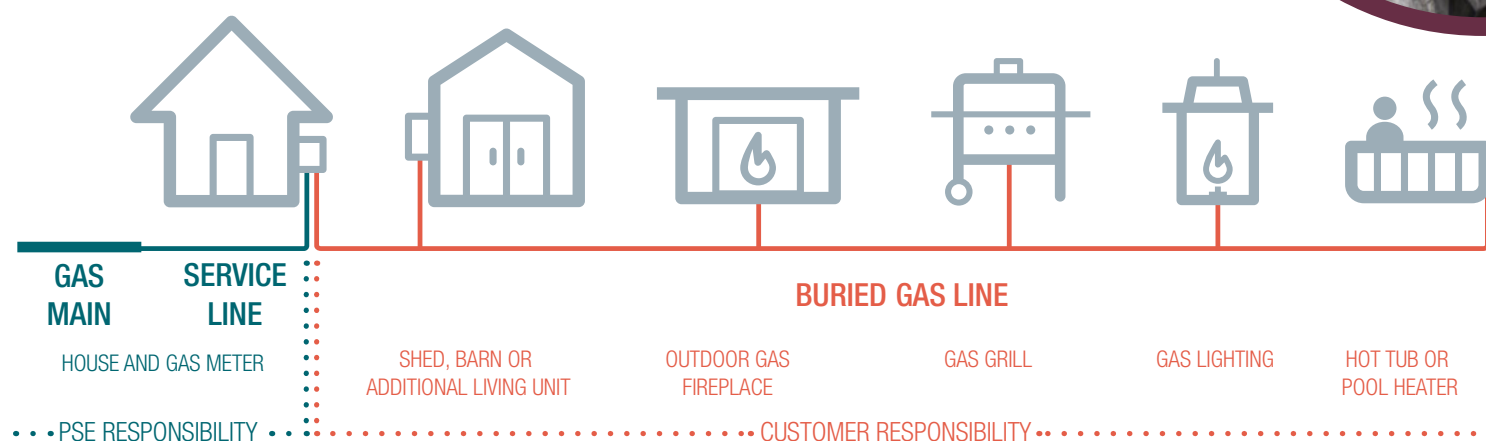 GAS
MAIN
SERVICE
LINE
BURIED GAS LINE
HOUSE AND GAS METER
SHED, BARN OR
ADDITIONAL LIVING UNIT
OUTDOOR GAS
FIREPLACE
GAS GRILL
GAS LIGHTING
HOT TUB OR
POOL HEATER
PSE RESPONSIBILITY
CUSTOMER RESPONSIBILITY